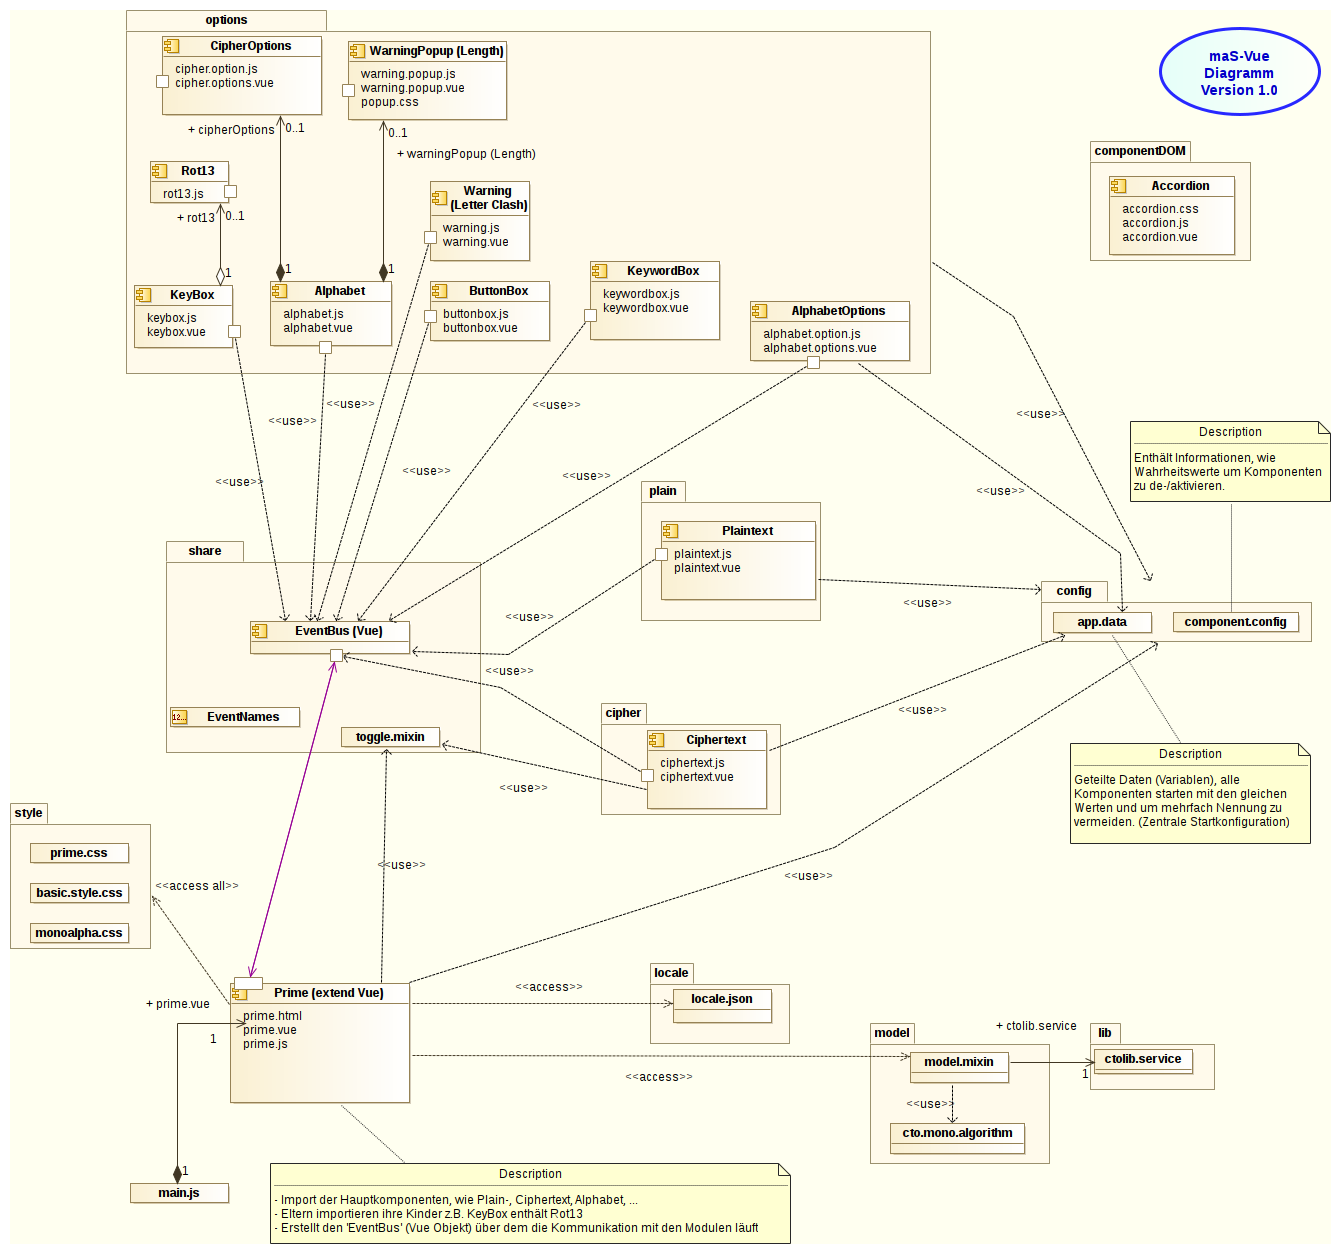 options
CipherOptions
cipher.option.js
cipher.options.vue
WarningPopup (Length)
warning.popup.js
warning.popup.vue
popup.css
maS-Vue
Diagramm
Version 1.0
+ cipherOptions
0..1
0..1
+ warningPopup (Length)
componentDOM
Accordion
accordion.css
accordion.js
accordion.vue
Rot13
rot13.js
+ rot13
0..1
Warning
(Letter Clash)
warning.js
warning.vue
1
1
1
KeyBox
keybox.js
keybox.vue
Alphabet
alphabet.js
alphabet.vue
ButtonBox
buttonbox.js
buttonbox.vue
KeywordBox
keywordbox.js
keywordbox.vue
AlphabetOptions
alphabet.option.js
alphabet.options.vue
<<use>>
<<use>>
<<use>>
<<use>>
<<use>>
<<use>>
<<use>>
<<use>>
Description
Enthält Informationen, wie
Wahrheitswerte um Komponenten
zu de-/aktivieren.
plain
Plaintext
plaintext.js
plaintext.vue
share
EventBus (Vue)
EventNames
12...
toggle.mixin
<<use>>
<<use>>
<<use>>
config
app.data
component.config
cipher
Ciphertext
ciphertext.js
ciphertext.vue
<<use>>
<<use>>
Description
Geteilte Daten (Variablen), alle
Komponenten starten mit den gleichen
Werten und um mehrfach Nennung zu
vermeiden. (Zentrale Startkonfiguration)
style
prime.css
basic.style.css
monoalpha.css
<<access all>>
<<use>>
<<use>>
Prime (extend Vue)
prime.html
prime.vue
prime.js
+ prime.vue
1
<<access>>
locale
locale.json
<<access>>
model
model.mixin
<<use>>
cto.mono.algorithm
+ ctolib.service
1
lib
ctolib.service
1
main.js
Description
- Import der Hauptkomponenten, wie Plain-, Ciphertext, Alphabet, ...
- Eltern importieren ihre Kinder z.B. KeyBox enthält Rot13
- Erstellt den 'EventBus' (Vue Objekt) über dem die Kommunikation mit den Modulen läuft